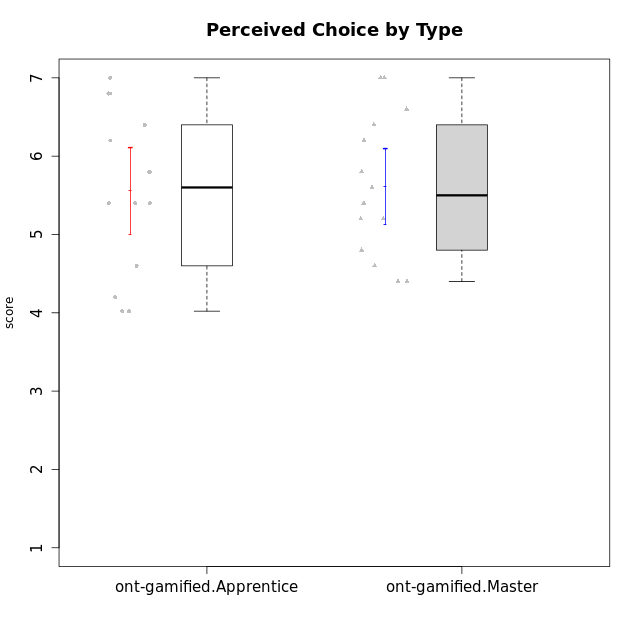 Perceived Choice by Type
score
7
6
5
4
3
2
1
ont-gamified.Apprentice
ont-gamified.Master